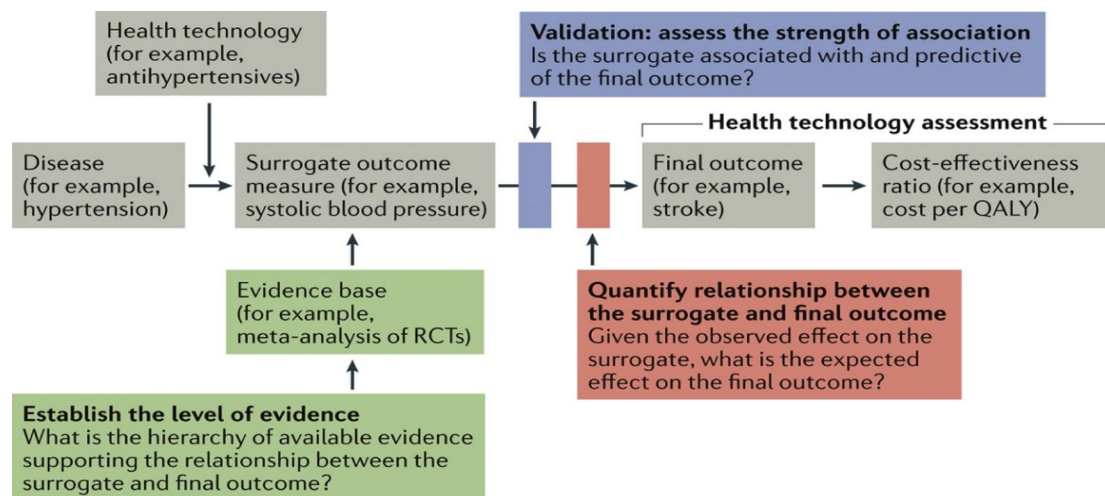 Health technology
(for example,
antihypertensives)
Validation: assess the strength of association
Is the surrogate associated with and predictive
of the final outcome?
Health technology assessment
Disease
(for example,
hypertension)
Surrogate outcome
measure (for example,
systolic blood pressure)
Final outcome
(for example,
stroke)
Cost-effectiveness
ratio (for example,
cost per QALY)
Evidence base
(for example,
meta-analysis of RCTs)
Quantify relationship between
the surrogate and final outcome
Given the observed effect on the
surrogate, what is the expected
effect on the final outcome?
Establish the level of evidence
What is the hierarchy of available evidence
supporting the relationship between the
surrogate and final outcome?